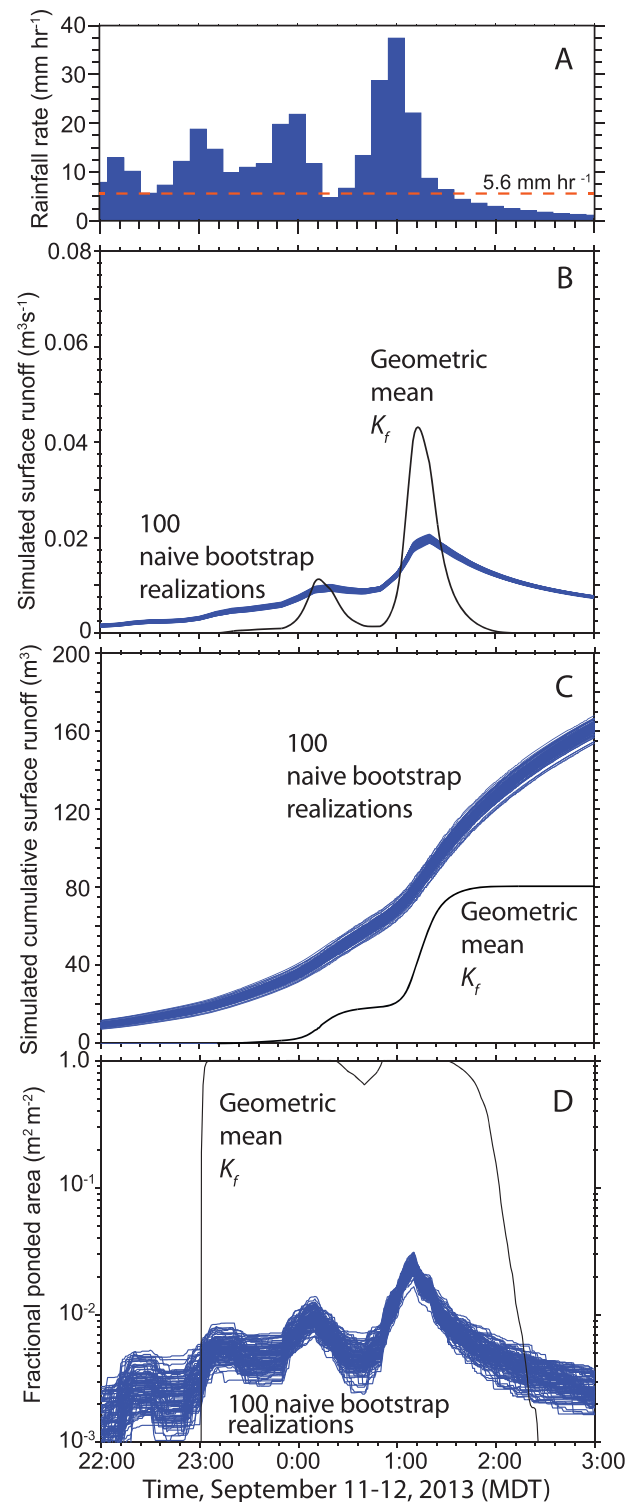 A
Rainfall rate (mm hr⁻¹)
40
30
20
10
0
5.6 mm hr ⁻¹
B
Simulated surface runoff (m³s⁻¹)
0.08
0.06
0.04
0.02
0
Geometric
mean
K_f
100
naive bootstrap
realizations
C
Simulated cumulative surface runoff (m³)
200
160
120
80
40
0
100
naive bootstrap
realizations
Geometric
mean
K_f
D
Fractional ponded area (m² m⁻²)
1.0
10⁻¹
10⁻²
10⁻³
Geometric
mean
K_f
100 naive bootstrap
realizations
22:00 23:00 0:00 1:00 2:00 3:00
Time, September 11-12, 2013 (MDT)